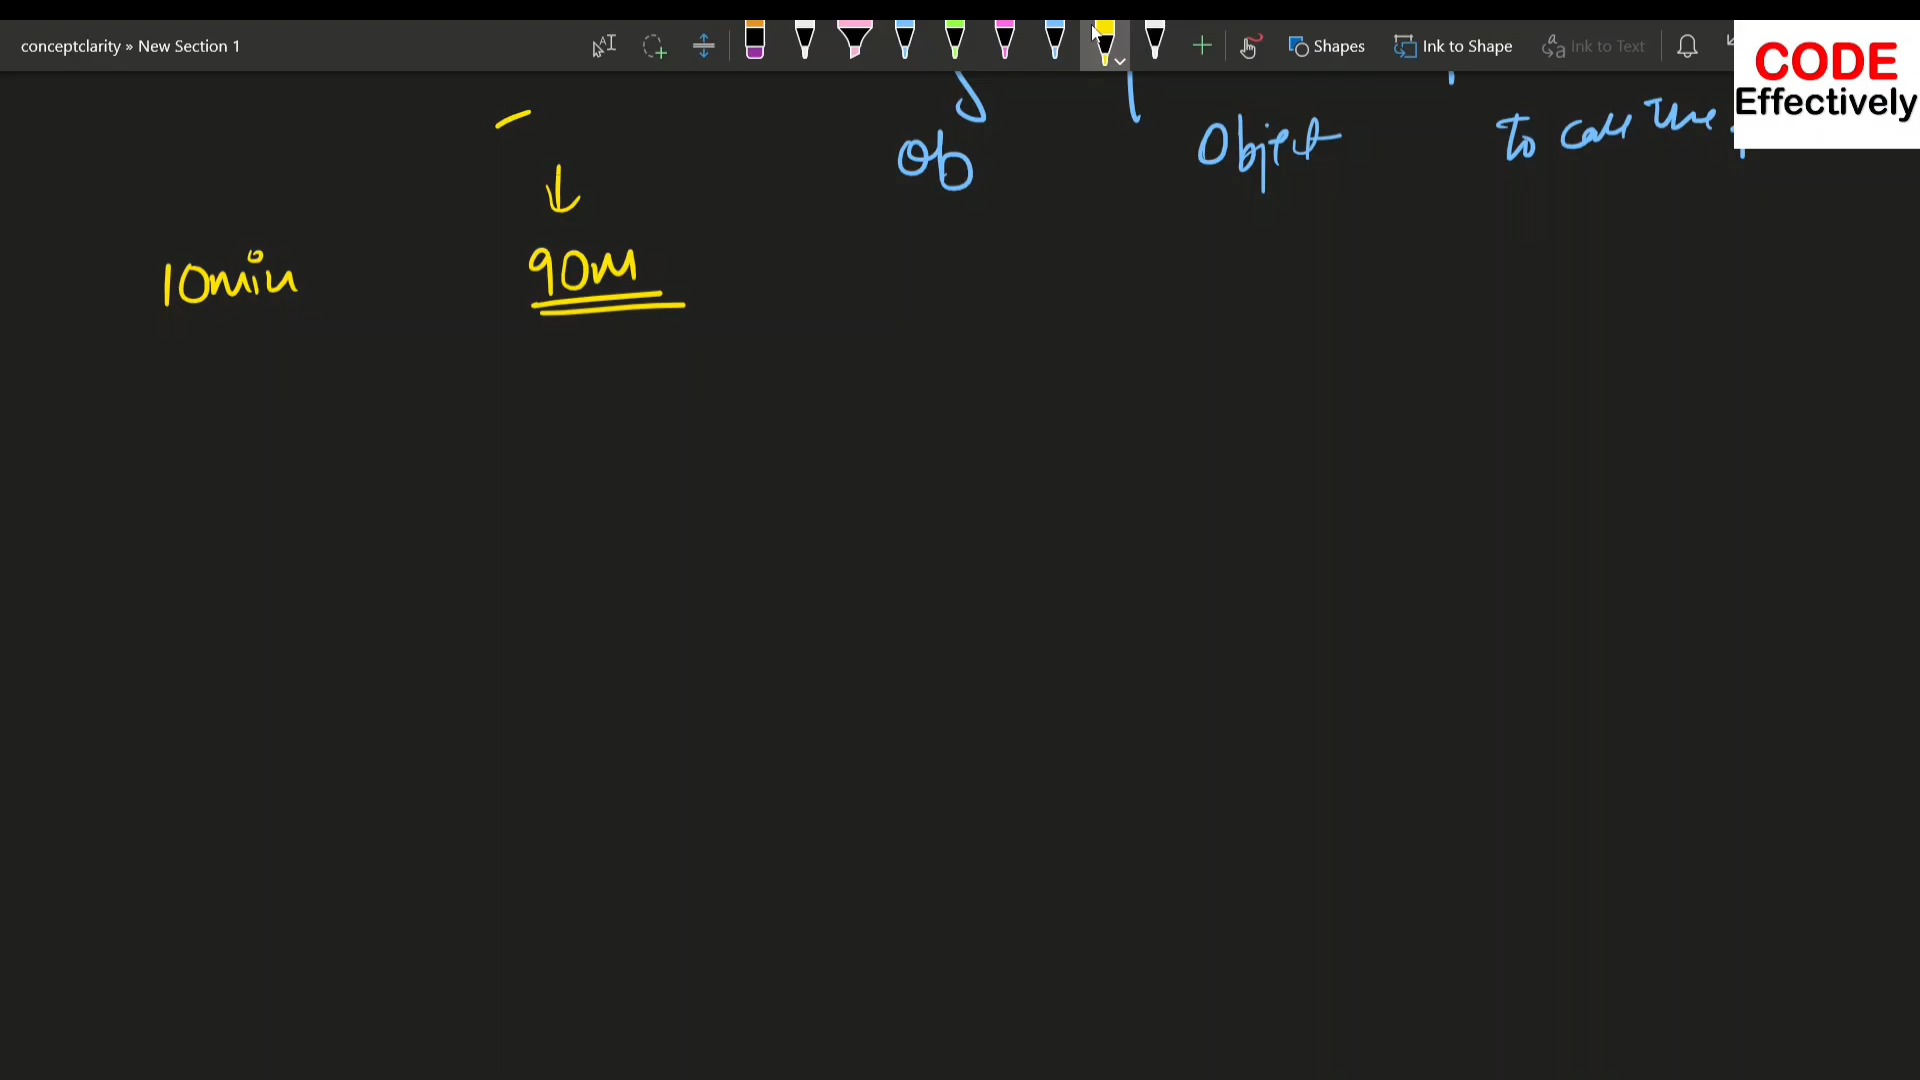 conceptclarity » New Section 1
Shapes
Ink to Shape
Ink to Text
CODE
Effectively
Ob
Object
To call the
10min
90m